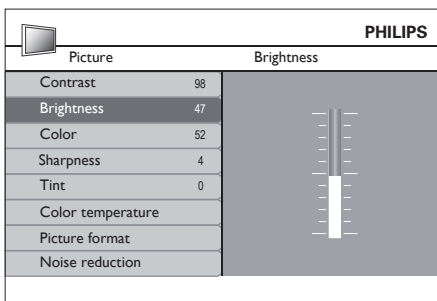 PHILIPS
Picture Brightness
Contrast 98
Brightness 47
Color 52
Sharpness 4
Tint 0
Color temperature
Picture format
Noise reduction